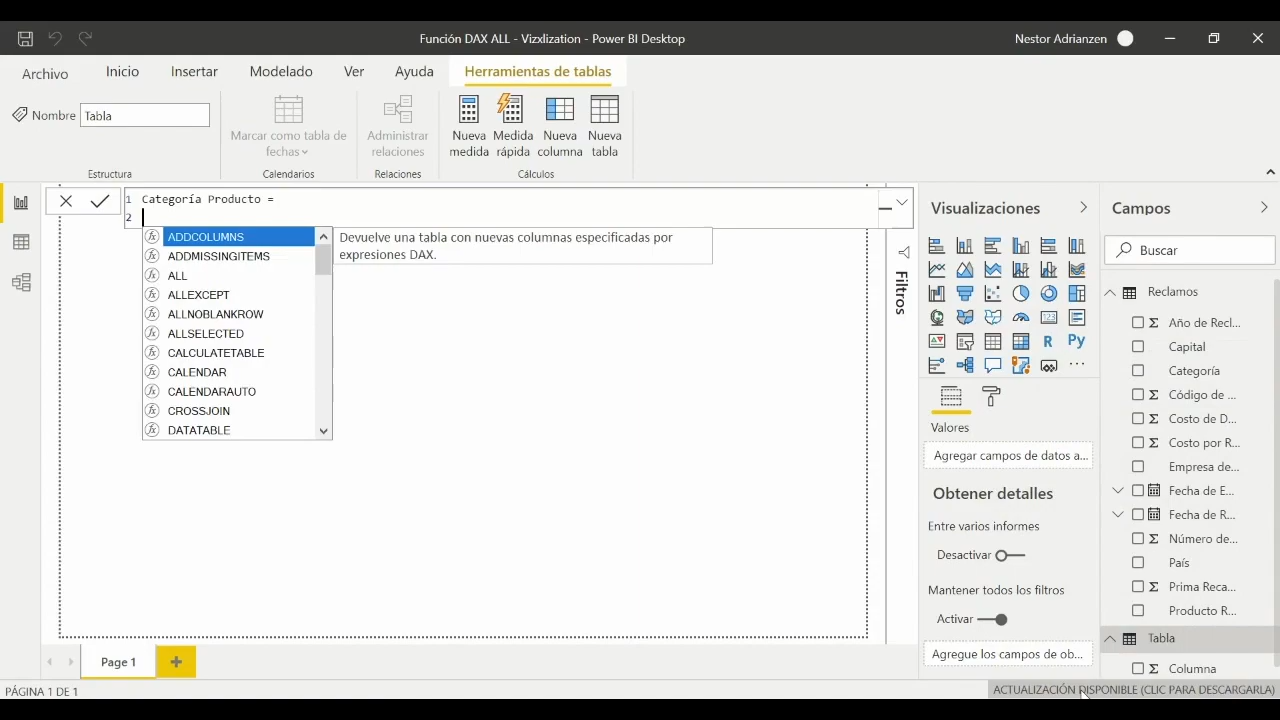 Función DAX ALL - Vizxlization - Power BI Desktop
Nestor Adrianzen
Archivo
Inicio
Insertar
Modelado
Ver
Ayuda
Herramientas de tablas
Nombre
Tabla
Marcar como tabla de
fechas
Administrar
relaciones
Nueva
medida
Medida
rápida
Nueva
columna
Nueva
tabla
Estructura
Calendarios
Relaciones
Cálculos
1 Categoría Producto =
2
ADDCOLUMNS
ADDMISSINGITEMS
ALL
ALLEXCEPT
ALLNOBLANKROW
ALLSELECTED
CALCULATETABLE
CALENDAR
CALENDARAUTO
CROSSJOIN
DATATABLE
Devuelve una tabla con nuevas columnas especificadas por
expresiones DAX.
Filtros
Visualizaciones
R
Py
123
Valores
Agregar campos de datos a...
Obtener detalles
Entre varios informes
Desactivar
Mantener todos los filtros
Activar
Agregue los campos de ob...
Campos
Buscar
Reclamos
Año de Recl...
Capital
Categoría
Código de ...
Costo de D...
Costo por R...
Empresa de...
Fecha de E...
Fecha de R...
Número de...
País
Prima Reca...
Producto R...
Tabla
Columna
Page 1
PÁGINA 1 DE 1
ACTUALIZACIÓN DISPONIBLE (CLIC PARA DESCARGARLA)